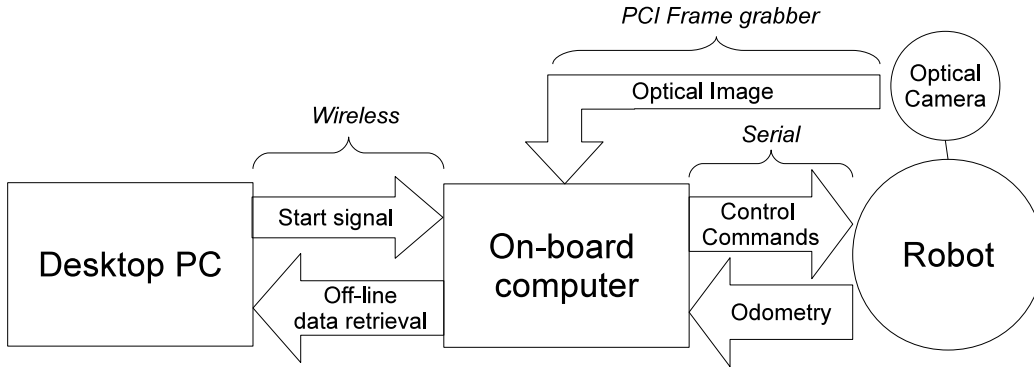 PCI Frame grabber
Optical
Camera
Optical Image
Wireless
Serial
Desktop PC
Start signal
Off-line
data retrieval
On-board
computer
Control
Commands
Odometry
Robot